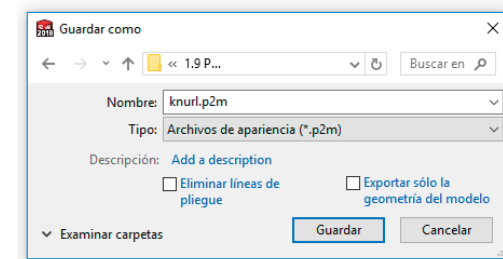 2018
Guardar como
« 1.9 P...
Buscar en
Nombre: knurl.p2m
Tipo: Archivos de apariencia (*.p2m)
Descripción: Add a description
Eliminar líneas de
pliegue
Exportar sólo la
geometría del modelo
Examinar carpetas
Guardar
Cancelar